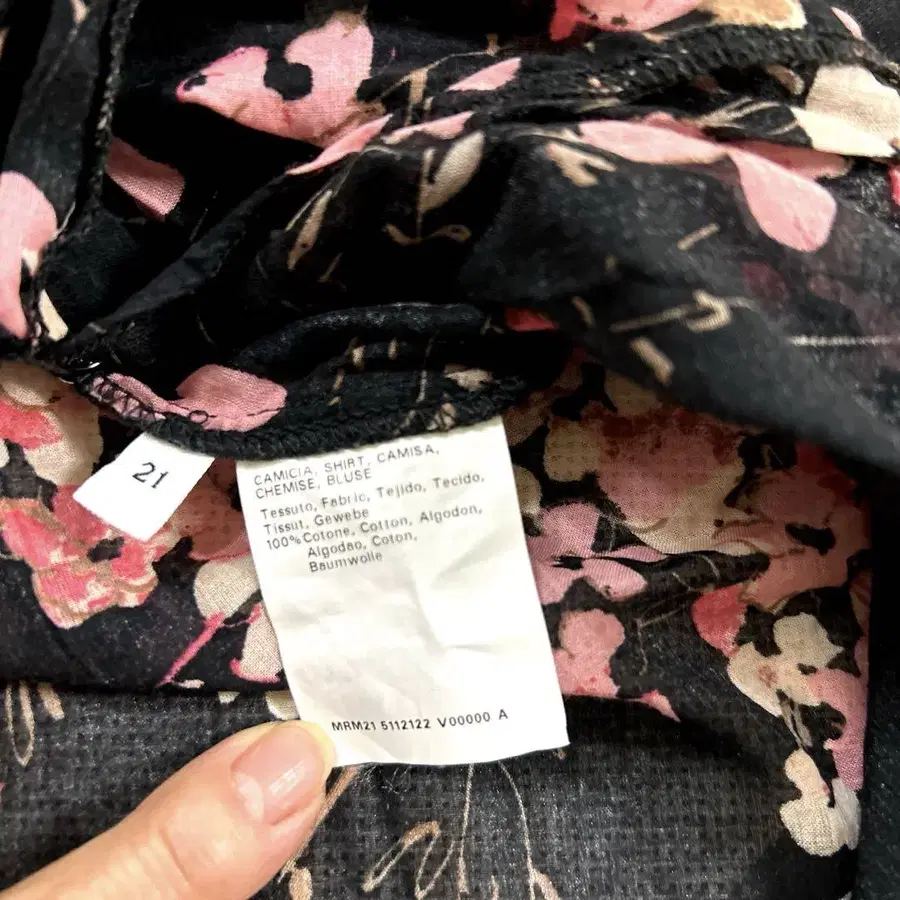 21
CAMICIA, SHIRT, CAMISA,
CHEMISE, BLUSE
Tessuto, Fabric, Tejido, Tecido,
Tissut, Gewebe
100%Cotone, Cotton, Algodon,
Algodao, Coton,
Baumwolle
MRM21 5112122 V00000 A